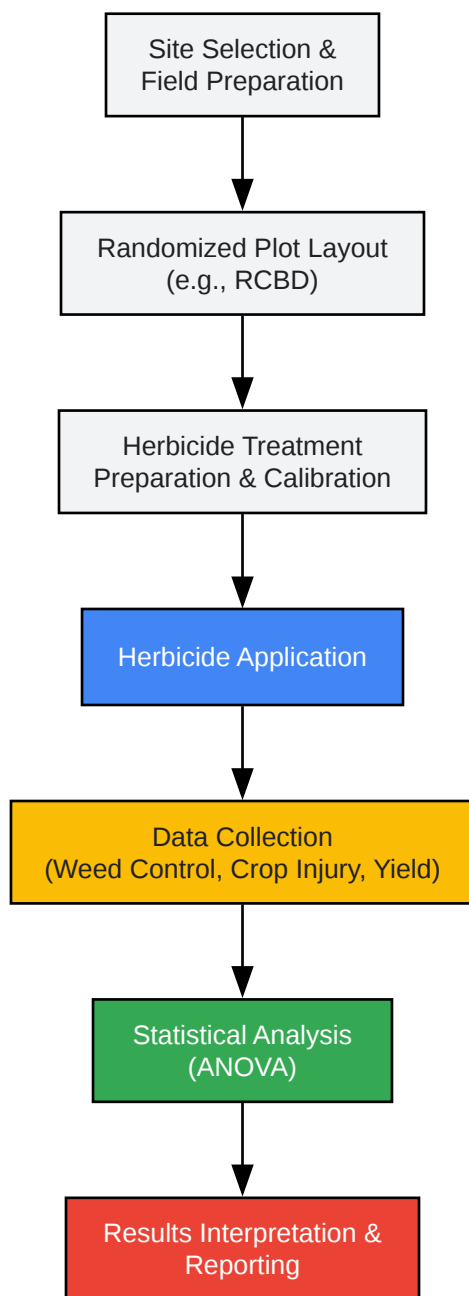 Site Selection &
Field Preparation
Randomized Plot Layout
(e.g., RCBD)
Herbicide Treatment
Preparation & Calibration
Herbicide Application
Data Collection
(Weed Control, Crop Injury, Yield)
Statistical Analysis
(ANOVA)
Results Interpretation &
Reporting